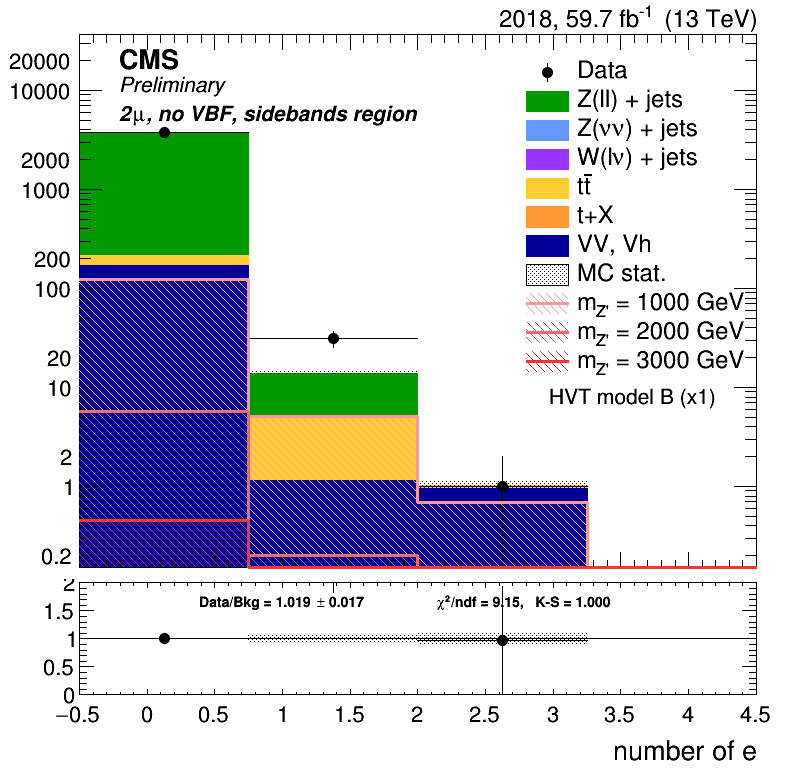 2018, 59.7 fb⁻¹ (13 TeV)
CMS
Preliminary
2μ, no VBF, sidebands region
Data
Z(ll) + jets
Z(νν) + jets
W(lν) + jets
tt̄
t+X
VV, Vh
MC stat.
m_Z' = 1000 GeV
m_Z' = 2000 GeV
m_Z' = 3000 GeV
HVT model B (x1)
20000
10000
2000
1000
200
100
20
10
2
1
0.2
2
1.5
1
0.5
0
Data/Bkg = 1.019 ± 0.017 χ²/ndf = 9.15, K-S = 1.000
−0.5 0 0.5 1 1.5 2 2.5 3 3.5 4 4.5
number of e